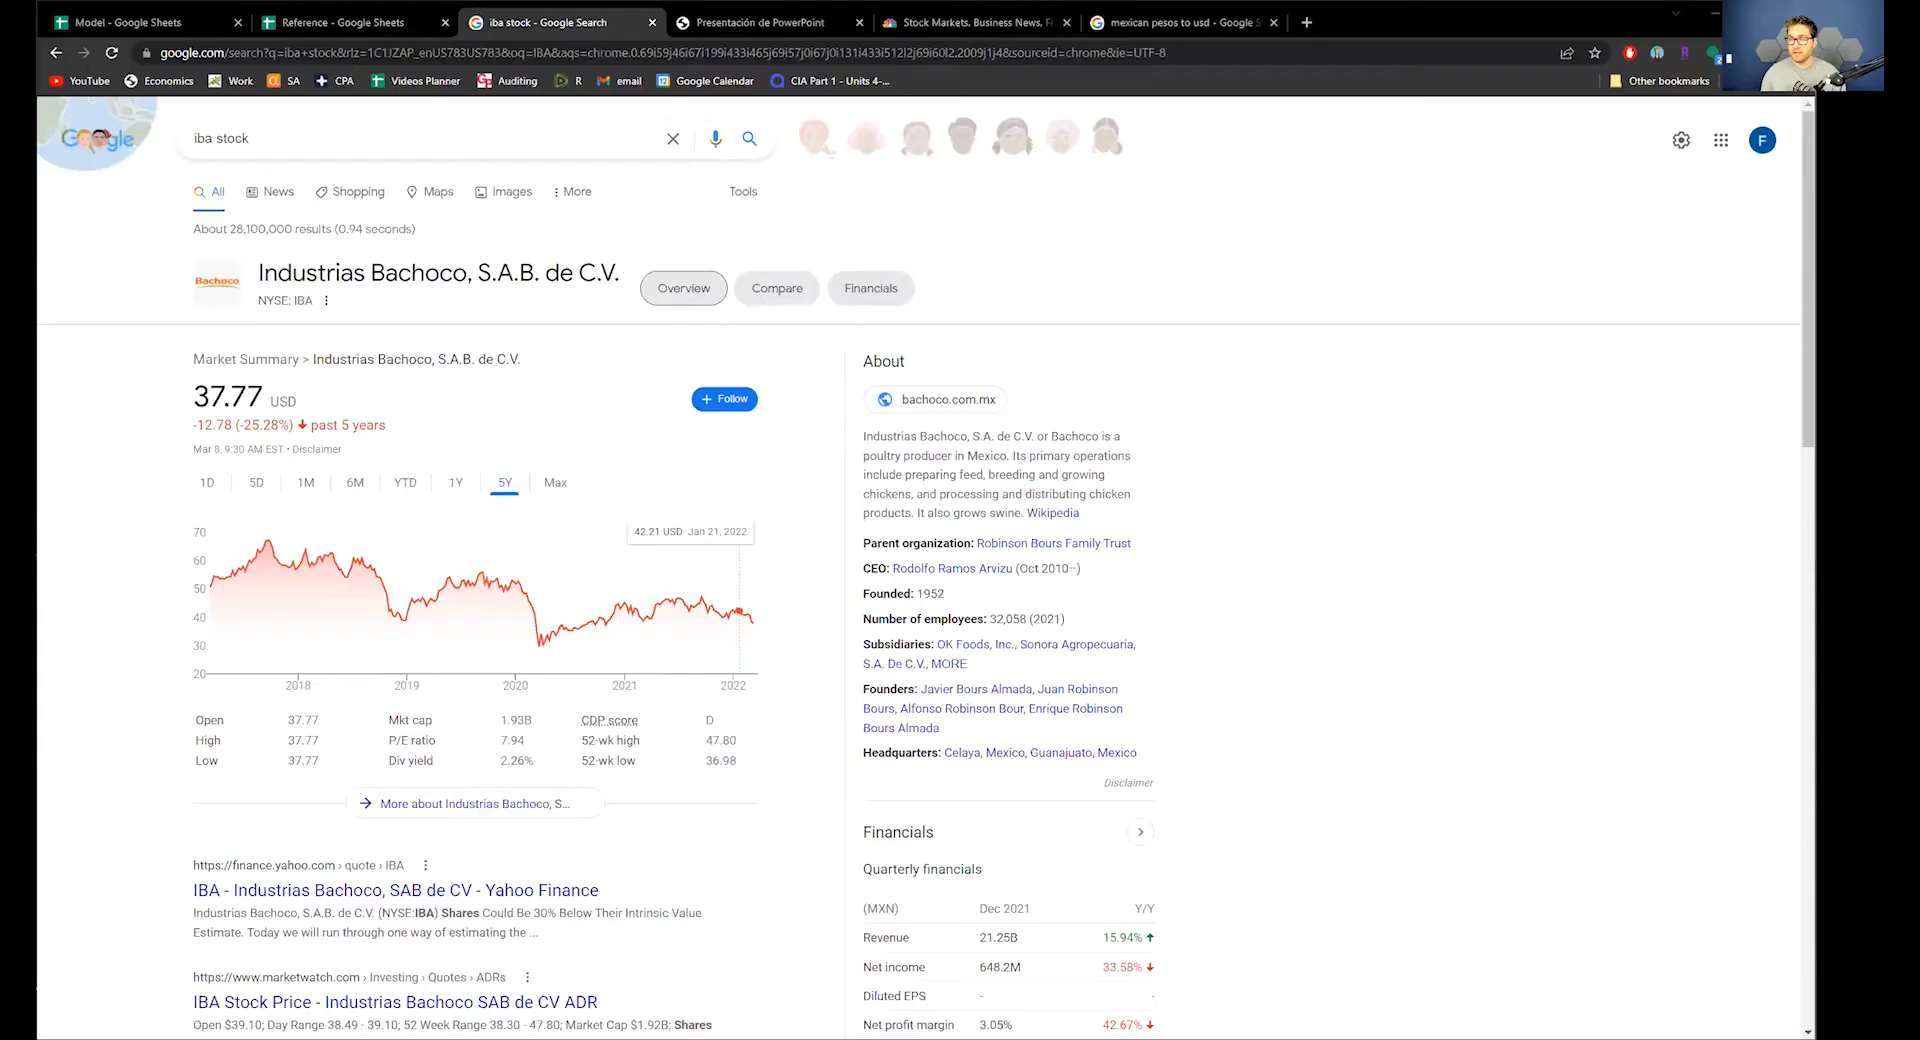 Model - Google Sheets
Reference - Google Sheets
iba stock - Google Search
Presentación de PowerPoint
Stock Markets, Business News, F
mexican pesos to usd - Google S
google.com/search?q=iba+stock&rlz=1C1JZAP_enUS783US783&oq=IBA&aqs=chrome.0.69i59j46i67i199i433i465j69i57j0i67j0i131i433i512l2j69i60l2.2009j1j4&sourceid=chrome&ie=UTF-8
YouTube
Economics
Work
SA
CPA
Videos Planner
Auditing
R
email
Google Calendar
CIA Part 1 - Units 4-...
Other bookmarks
Google
iba stock
F
All
News
Shopping
Maps
Images
More
Tools
About 28,100,000 results (0.94 seconds)
Bachoco
Industrias Bachoco, S.A.B. de C.V.
NYSE: IBA
Overview
Compare
Financials
Market Summary > Industrias Bachoco, S.A.B. de C.V.
37.77 USD
Follow
-12.78 (-25.28%) past 5 years
Mar 8, 9:30 AM EST • Disclaimer
1D
5D
1M
6M
YTD
1Y
5Y
Max
42.21 USD Jan 21, 2022
70
60
50
40
30
20
2018
2019
2020
2021
2022
Open 37.77 Mkt cap 1.93B CDP score D
High 37.77 P/E ratio 7.94 52-wk high 47.80
Low 37.77 Div yield 2.26% 52-wk low 36.98
More about Industrias Bachoco, S...
https://finance.yahoo.com › quote › IBA
IBA - Industrias Bachoco, SAB de CV - Yahoo Finance
Industrias Bachoco, S.A.B. de C.V. (NYSE:IBA) Shares Could Be 30% Below Their Intrinsic Value
Estimate. Today we will run through one way of estimating the ...
https://www.marketwatch.com › Investing › Quotes › ADRs
IBA Stock Price - Industrias Bachoco SAB de CV ADR
Open $39.10; Day Range 38.49 - 39.10; 52 Week Range 38.30 - 47.80; Market Cap $1.92B; Shares
About
bachoco.com.mx
Industrias Bachoco, S.A. de C.V. or Bachoco is a
poultry producer in Mexico. Its primary operations
include preparing feed, breeding and growing
chickens, and processing and distributing chicken
products. It also grows swine. Wikipedia
Parent organization: Robinson Bours Family Trust
CEO: Rodolfo Ramos Arvizu (Oct 2010–)
Founded: 1952
Number of employees: 32,058 (2021)
Subsidiaries: OK Foods, Inc., Sonora Agropecuaria,
S.A. De C.V., MORE
Founders: Javier Bours Almada, Juan Robinson
Bours, Alfonso Robinson Bour, Enrique Robinson
Bours Almada
Headquarters: Celaya, Mexico, Guanajuato, Mexico
Disclaimer
Financials
Quarterly financials
(MXN) Dec 2021 Y/Y
Revenue 21.25B 15.94%
Net income 648.2M 33.58%
Diluted EPS - -
Net profit margin 3.05% 42.67%